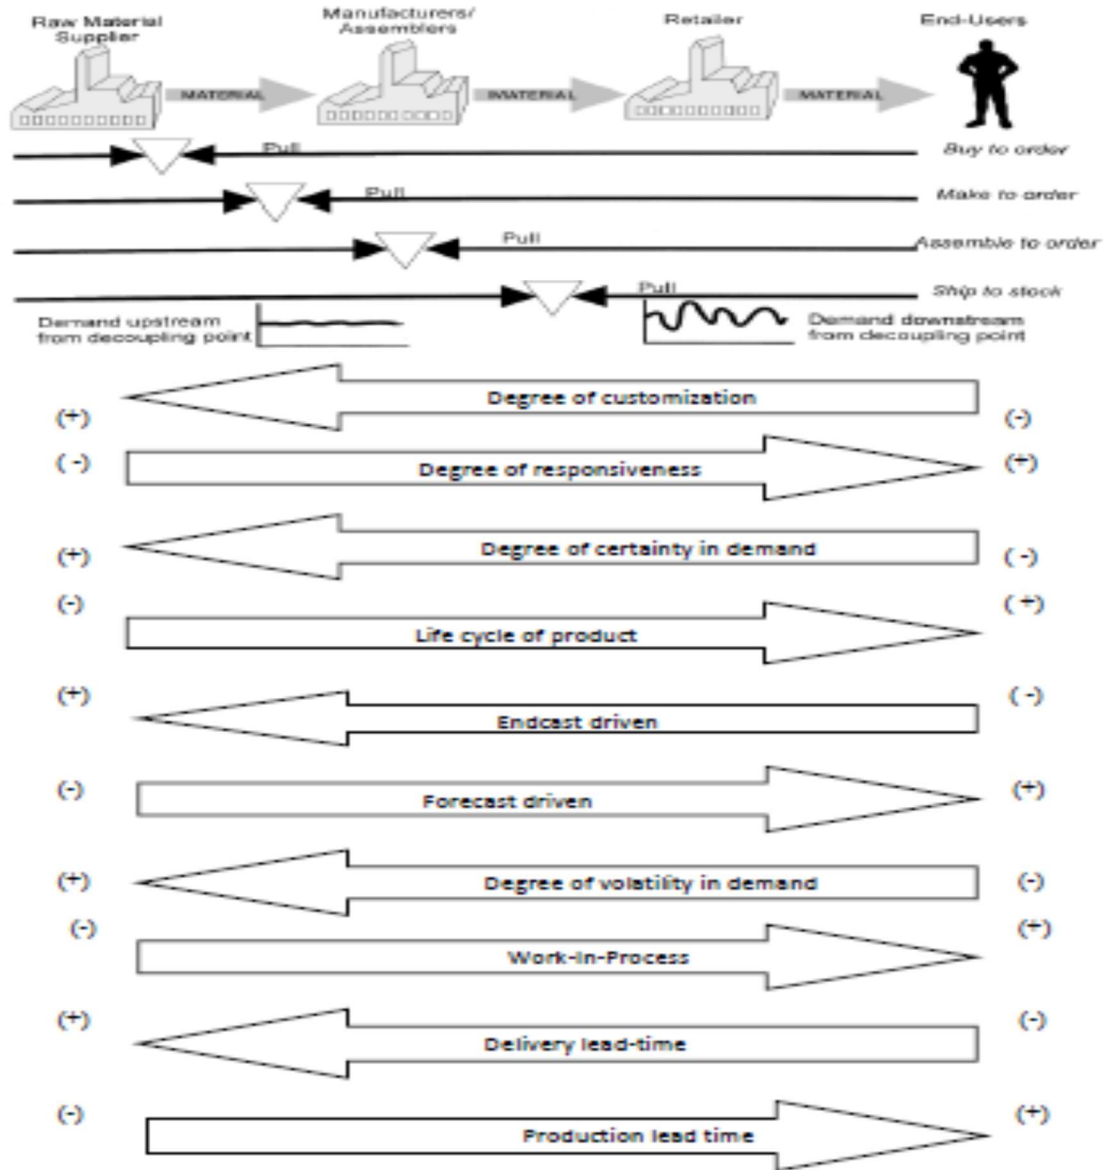 Raw Material
Supplier
Manufacturers/
Assemblers
Retailer
End-Users
MATERIAL
MATERIAL
MATERIAL
Pull
Buy to order
Pull
Make to order
Pull
Assemble to order
Pull
Ship to stock
Demand upstream
from decoupling point
Demand downstream
from decoupling point
Degree of customization
(+)
(-)
(-)
Degree of responsiveness
(+)
Degree of certainty in demand
(+)
(-)
(-)
(+)
Life cycle of product
(+)
(-)
Endcast driven
(-)
(+)
Forecast driven
(+)
Degree of volatility in demand
(-)
(-)
(+)
Work-In-Process
(+)
(-)
Delivery lead-time
(-)
(+)
Production lead time